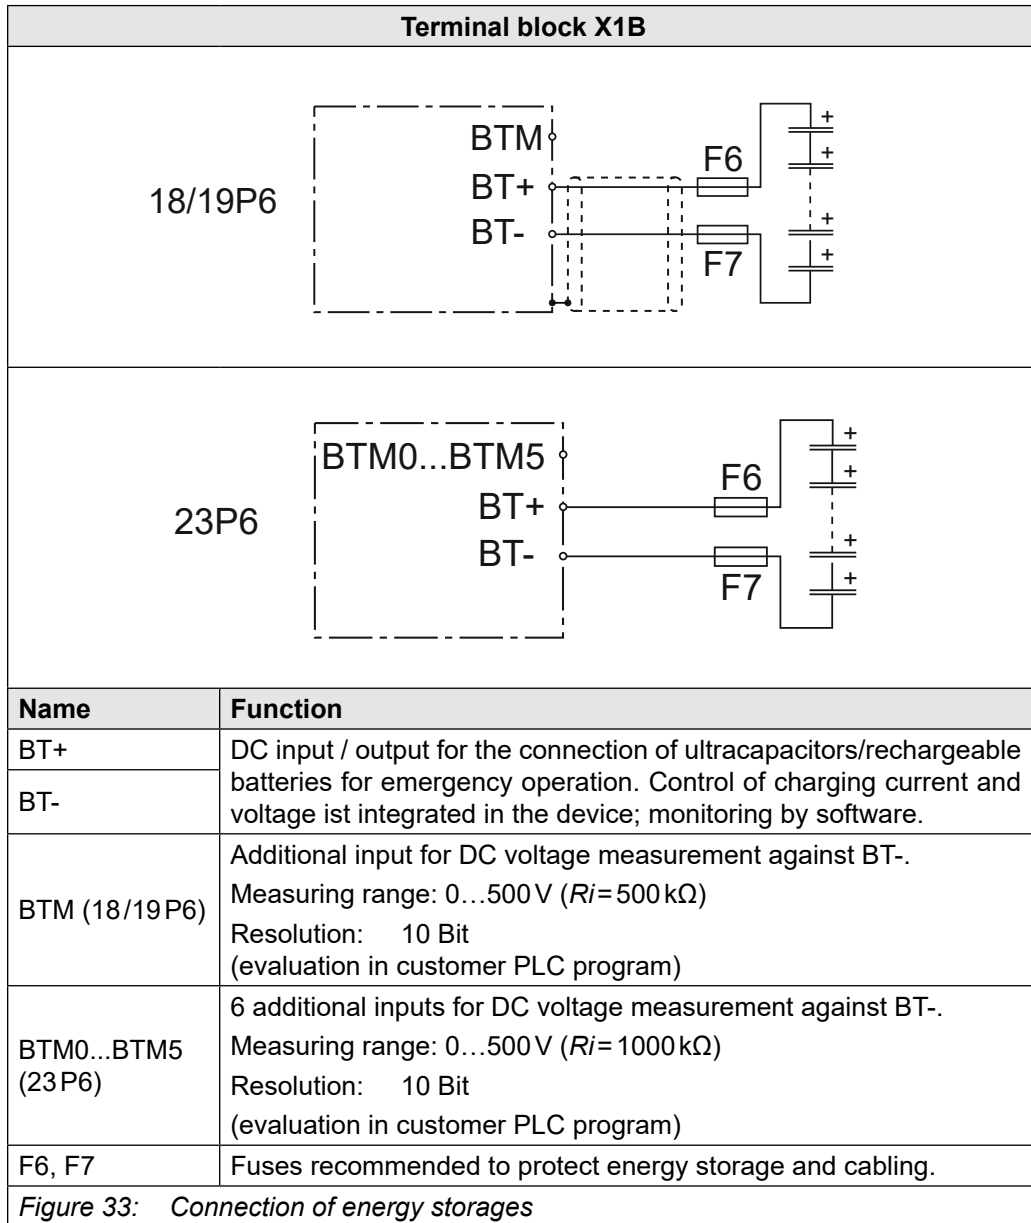 Terminal block X1B
18/19P6
BTM
BT+
BT-
F6
F7
+
+
+
+
23P6
BTM0...BTM5
BT+
BT-
F6
F7
+
+
+
+
Name Function
BT+
BT-
DC input / output for the connection of ultracapacitors/rechargeable
batteries for emergency operation. Control of charging current and
voltage ist integrated in the device; monitoring by software.
BTM (18/19P6)
Additional input for DC voltage measurement against BT-.
Measuring range: 0…500V (Ri=500kΩ)
Resolution: 10 Bit
(evaluation in customer PLC program)
BTM0...BTM5
(23P6)
6 additional inputs for DC voltage measurement against BT-.
Measuring range: 0…500V (Ri=1000kΩ)
Resolution: 10 Bit
(evaluation in customer PLC program)
F6, F7 Fuses recommended to protect energy storage and cabling.
Figure 33: Connection of energy storages